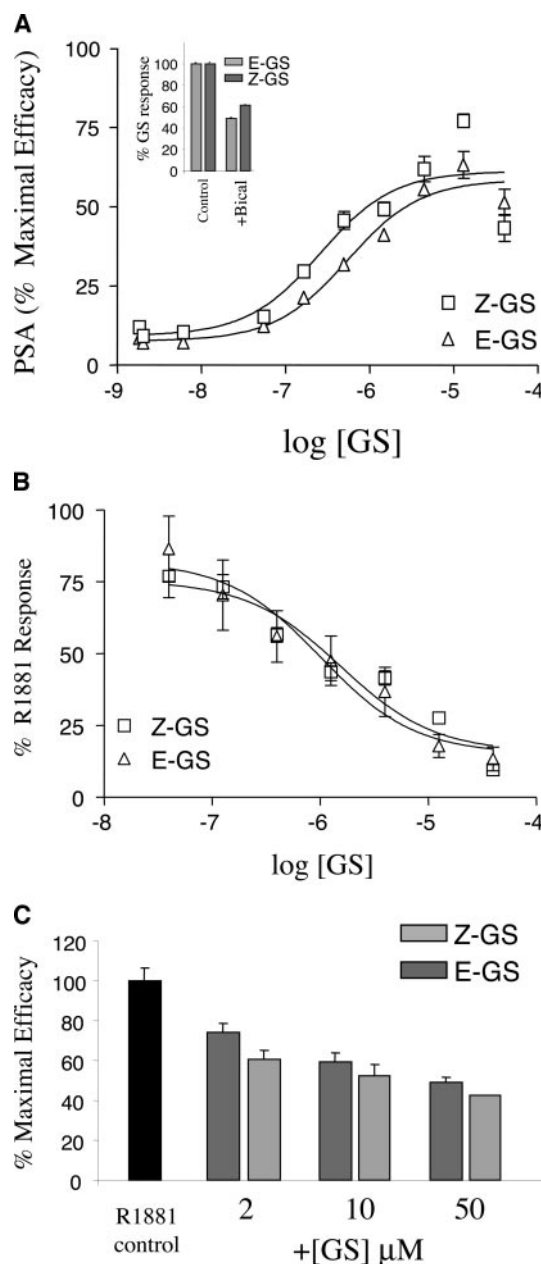 A
PSA (% Maximal Efficacy)
100
75
50
25
0
-9
-8
-7
-6
-5
-4
log [GS]
% GS response
100
80
60
40
20
0
Control
+Bical
E-GS
Z-GS
Z-GS
E-GS
B
% R1881 Response
100
75
50
25
0
-8
-7
-6
-5
-4
log [GS]
Z-GS
E-GS
C
% Maximal Efficacy
120
100
80
60
40
20
0
Z-GS
E-GS
R1881
control
2
10
50
+[GS] µM